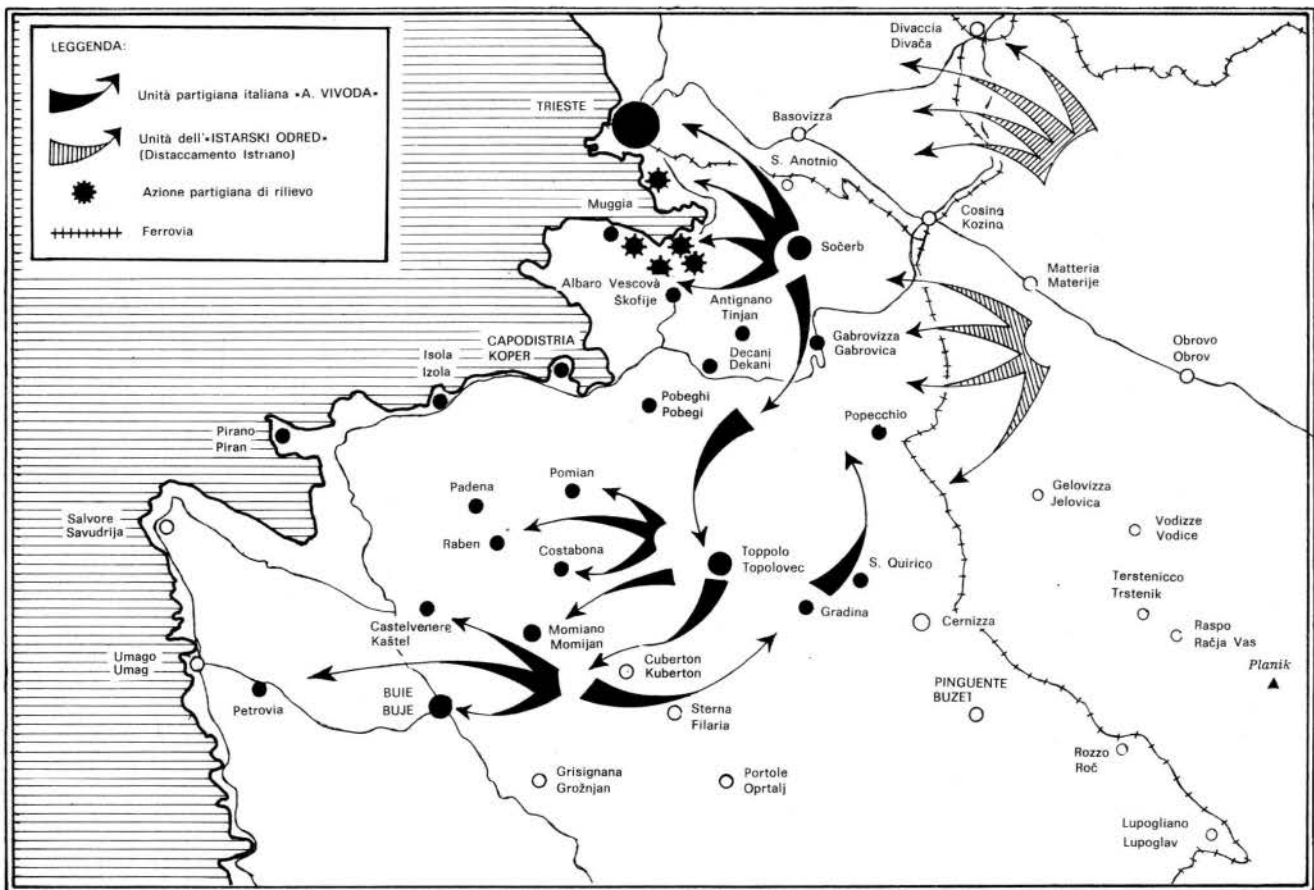 LEGGENDA:
Unità partigiana italiana «A. VIVODA»
Unità dell'«ISTARSKI ODRED»
(Distaccamento Istriano)
Azione partigiana di rilievo
Ferrovia
Divaccia
Divača
TRIESTE
Basovizza
S. Anotnio
Muggia
Cosina
Kozina
Sočerb
Matteria
Materije
Albaro Vescovà
Škofije
Antignano
Tinjan
Gabrovizza
Gabrovica
Obrovo
Obrov
CAPODISTRIA
KOPER
Isola
Izola
Decani
Dekani
Pobeghi
Pobegi
Popecchio
Pirano
Piran
Pomian
Padena
Gelovizza
Jelovica
Salvore
Savudrija
Vodizze
Vodice
Raben
Costabona
Toppolo
Topolovec
S. Quirico
Terstenicco
Trstenik
Gradina
Cernizza
Raspo
Račja Vas
Castelvenere
Kaštel
Momiano
Momijan
Planik
Umago
Umag
Cuberton
Kuberton
PINGUENTE
BUZET
Petrovia
BUIE
BUJE
Sterna
Filaria
Rozzo
Roč
Grisignana
Grožnjan
Portole
Oprtalj
Lupogliano
Lupoglav